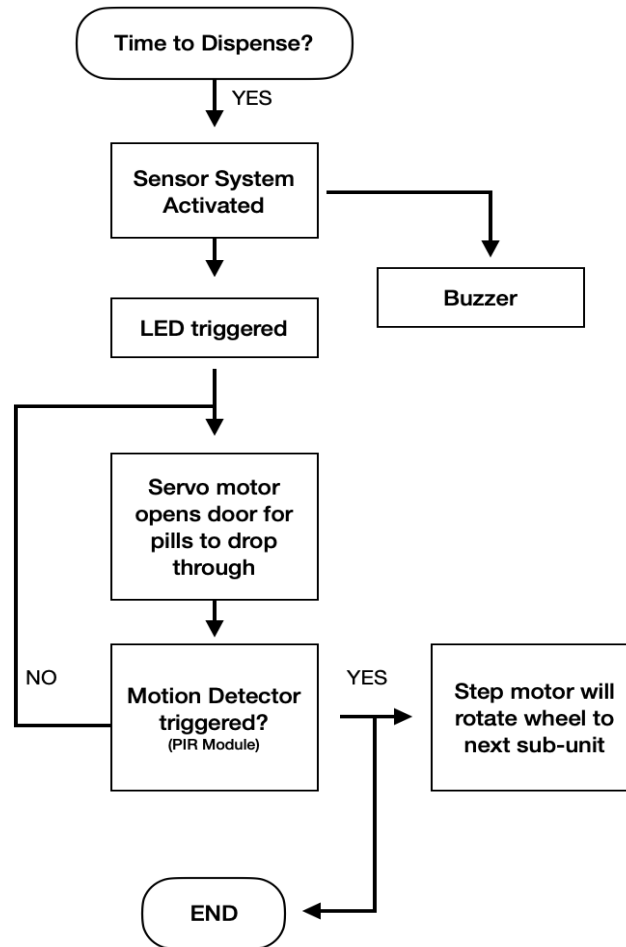 Time to Dispense?
YES
Sensor System
Activated
Buzzer
LED triggered
Servo motor
opens door for
pills to drop
through
NO
Motion Detector
triggered?
(PIR Module)
YES
Step motor will
rotate wheel to
next sub-unit
END